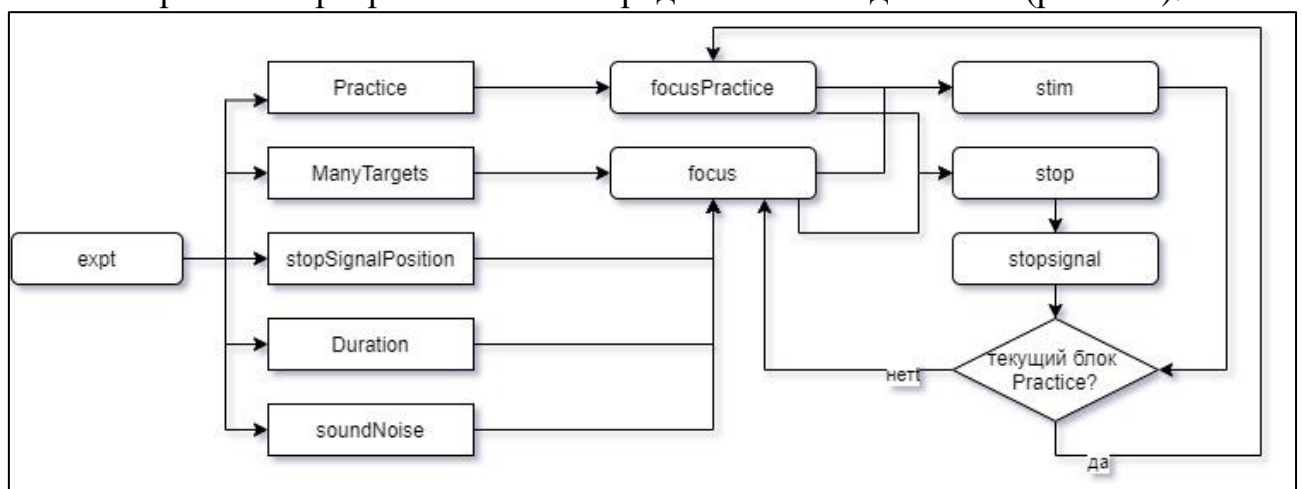 Practice
focusPractice
stim
ManyTargets
focus
stop
expt
stopSignalPosition
stopsignal
Duration
текущий блок
Practice?
нет
soundNoise
да